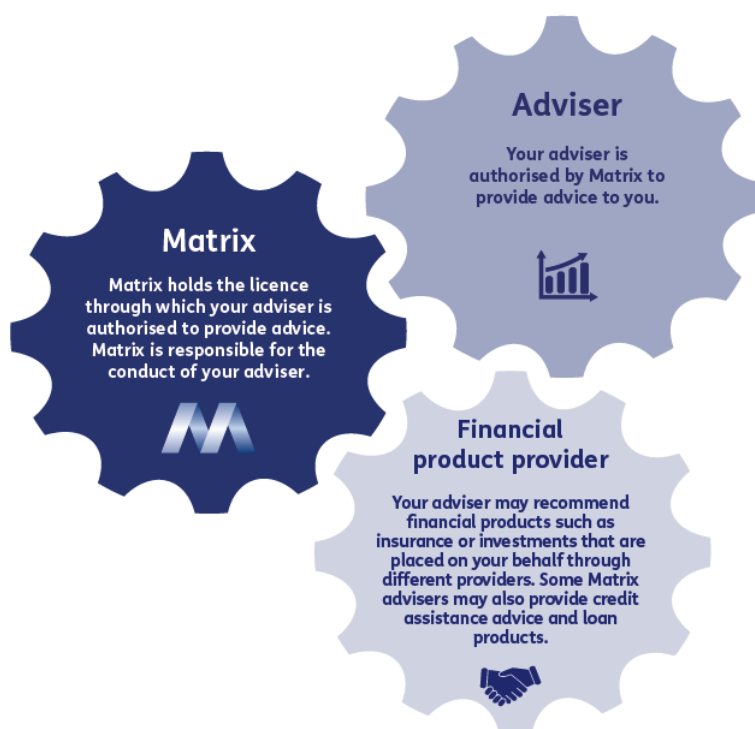 Adviser
Your adviser is
authorised by Matrix to
provide advice to you.
Matrix
Matrix holds the licence
through which your adviser is
authorised to provide advice.
Matrix is responsible for the
conduct of your adviser.
Financial
product provider
Your adviser may recommend
financial products such as
insurance or investments that are
placed on your behalf through
different providers. Some Matrix
advisers may also provide credit
assistance advice and loan
products.